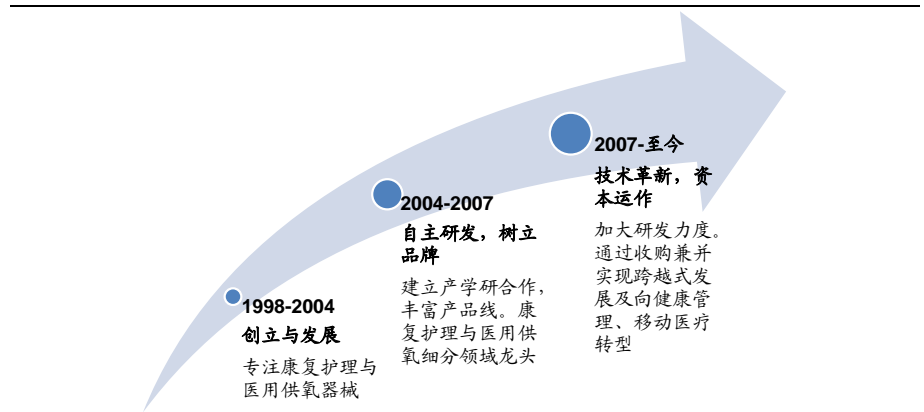 1998-2004
创立与发展
专注康复护理与
医用供氧器械
2004-2007
自主研发，树立
品牌
建立产学研合作，
丰富产品线。康
复护理与医用供
氧细分领域龙头
2007-至今
技术革新，资
本运作
加大研发力度。
通过收购兼并
实现跨越式发
展及向健康管
理、移动医疗
转型